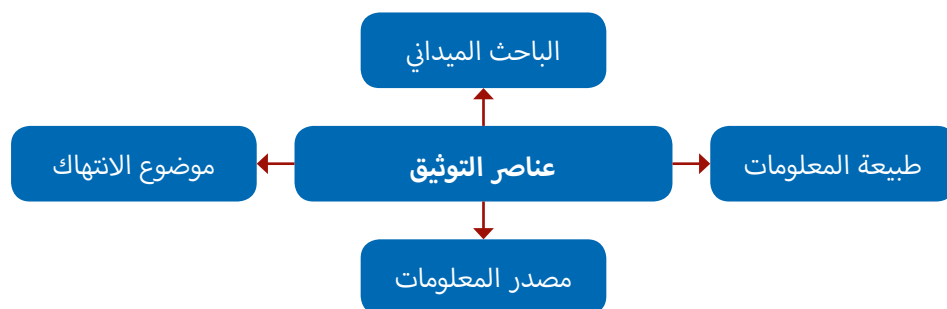 الباحث الميداني
طبيعة المعلومات
عناصر التوثيق
موضوع الانتهاك
مصدر المعلومات